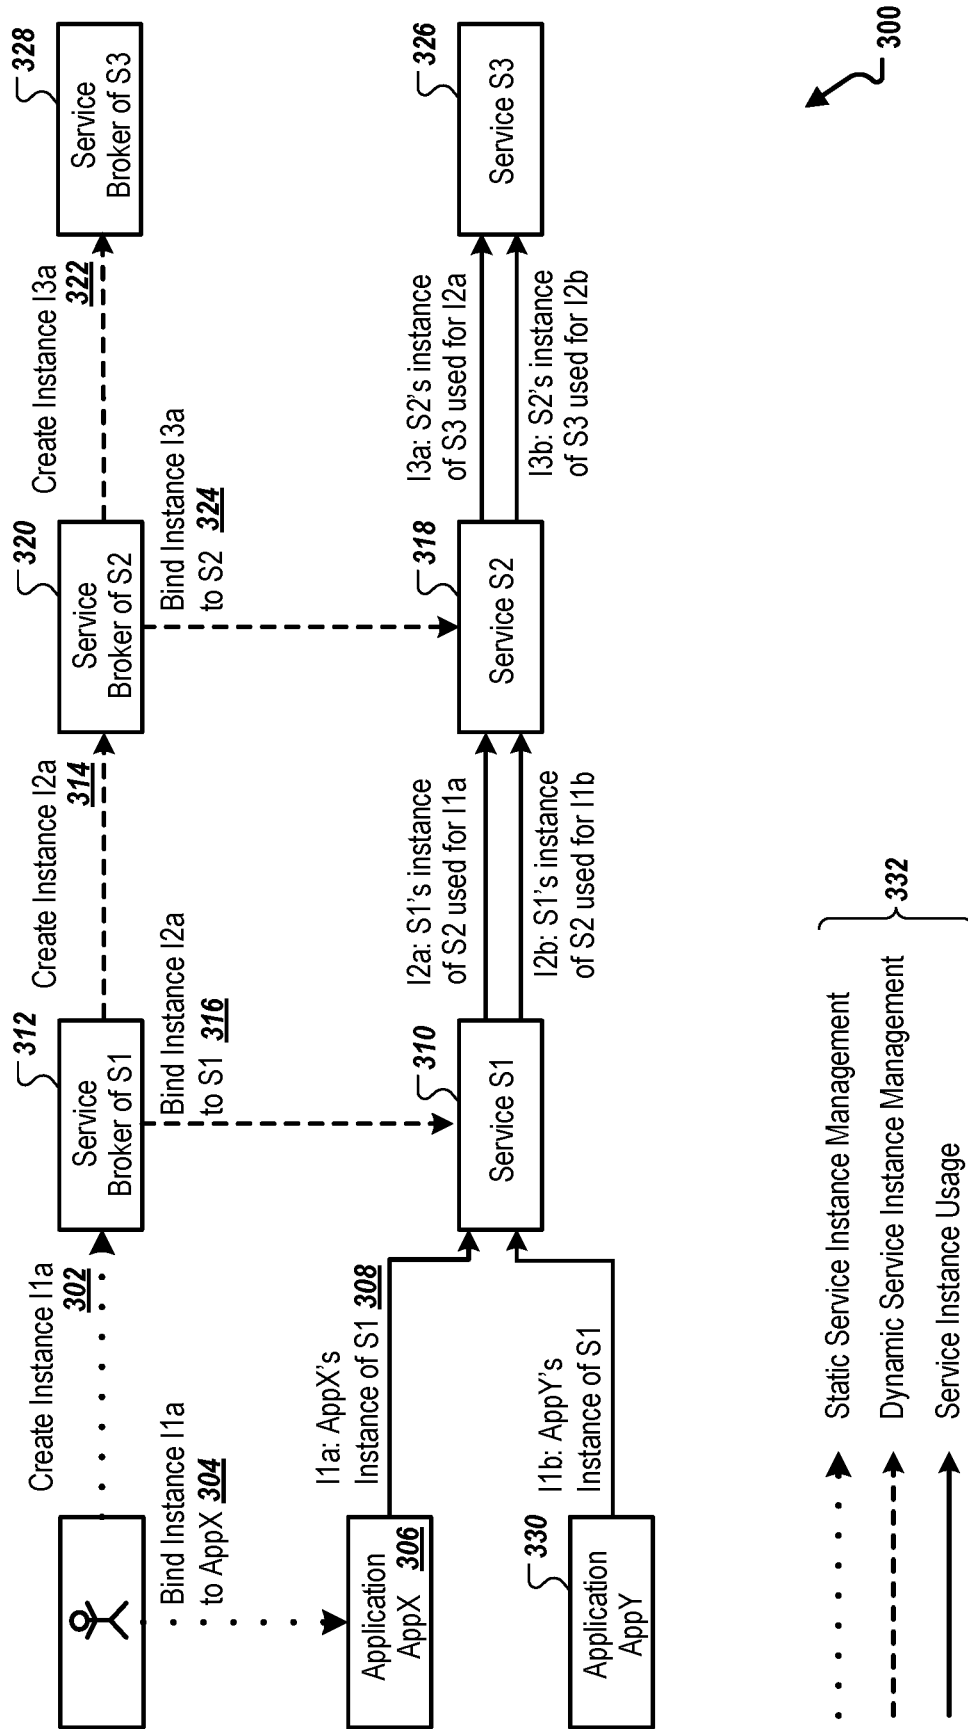 Create Instance I1a
302
Create Instance I2a
314
Create Instance I3a
322
312
Service
Broker of S1
320
Service
Broker of S2
328
Service
Broker of S3
Bind Instance I1a
to AppX 304
Bind Instance I2a
to S1 316
Bind Instance I3a
to S2 324
Application
AppX 306
I1a: AppX's
Instance of S1 308
310
Service S1
I2a: S1's instance
of S2 used for I1a
318
Service S2
I3a: S2's instance
of S3 used for I2a
326
Service S3
I2b: S1's instance
of S2 used for I1b
I3b: S2's instance
of S3 used for I2b
330
Application
AppY
I1b: AppY's
Instance of S1
Static Service Instance Management
Dynamic Service Instance Management
Service Instance Usage
332
300